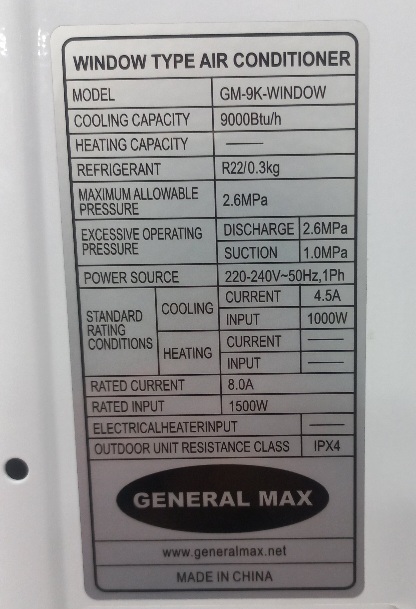 WINDOW TYPE AIR CONDITIONER
MODEL GM-9K-WINDOW
COOLING CAPACITY 9000Btu/h
HEATING CAPACITY ——
REFRIGERANT R22/0.3kg
MAXIMUM ALLOWABLE
PRESSURE 2.6MPa
EXCESSIVE OPERATING
PRESSURE
DISCHARGE 2.6MPa
SUCTION 1.0MPa
POWER SOURCE 220-240V~50Hz,1Ph
STANDARD
RATING
CONDITIONS
COOLING
CURRENT 4.5A
INPUT 1000W
HEATING
CURRENT ——
INPUT ——
RATED CURRENT 8.0A
RATED INPUT 1500W
ELECTRICALHEATERINPUT ——
OUTDOOR UNIT RESISTANCE CLASS IPX4
GENERAL MAX
www.generalmax.net
MADE IN CHINA